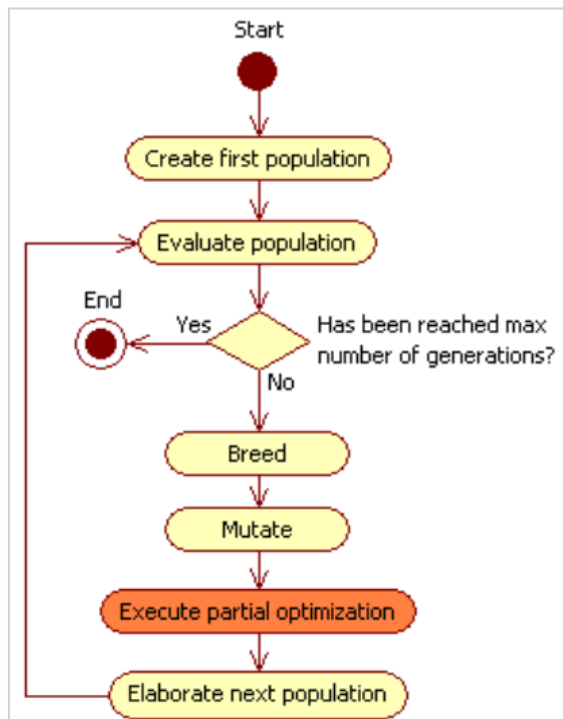 Start
Create first population
Evaluate population
End
Yes
Has been reached max
number of generations?
No
Breed
Mutate
Execute partial optimization
Elaborate next population